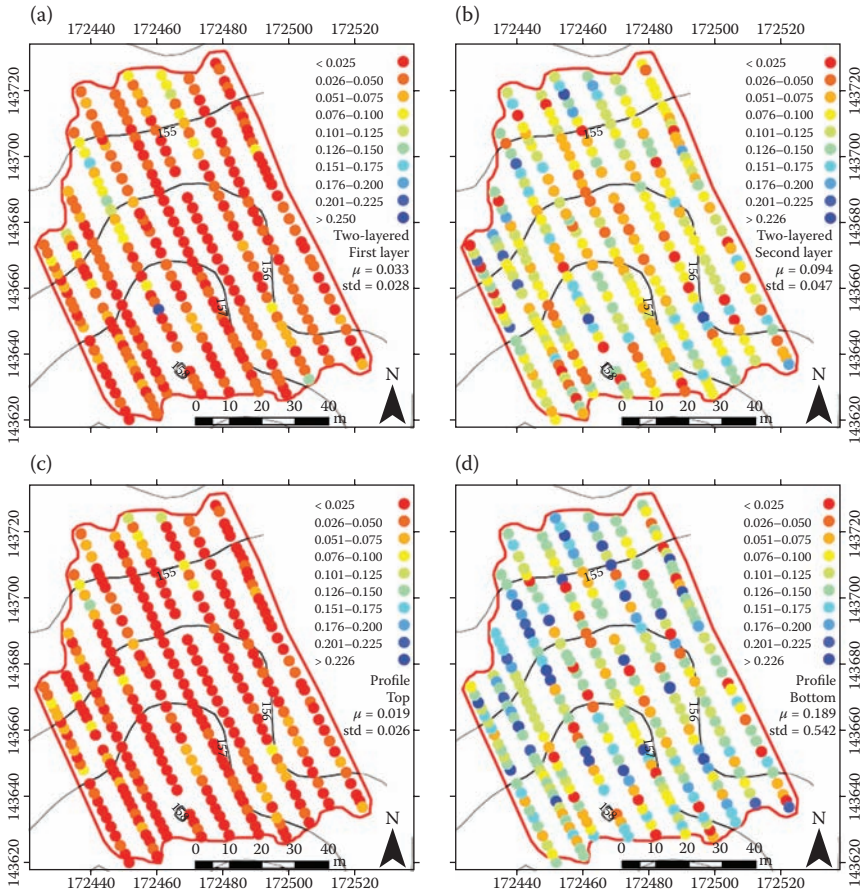 (a)
172440 172460 172480 172500 172520
143720
143700
143680
143660
143640
143620
< 0.025
0.026–0.050
0.051–0.075
0.076–0.100
0.101–0.125
0.126–0.150
0.151–0.175
0.176–0.200
0.201–0.225
> 0.250
Two-layered
First layer
μ = 0.033
std = 0.028
155
156
157
158
N
0 10 20 30 40
m
(b)
172440 172460 172480 172500 172520
143720
143700
143680
143660
143640
143620
< 0.025
0.026–0.050
0.051–0.075
0.076–0.100
0.101–0.125
0.126–0.150
0.151–0.175
0.176–0.200
0.201–0.225
> 0.226
Two-layered
Second layer
μ = 0.094
std = 0.047
155
156
157
158
N
0 10 20 30 40
m
(c)
143720
143700
143680
143660
143640
143620
< 0.025
0.026–0.050
0.051–0.075
0.076–0.100
0.101–0.125
0.126–0.150
0.151–0.175
0.176–0.200
0.201–0.225
> 0.226
Profile
Top
μ = 0.019
std = 0.026
155
156
157
158
N
0 10 20 30 40
m
172440 172460 172480 172500 172520
(d)
143720
143700
143680
143660
143640
143620
< 0.025
0.026–0.050
0.051–0.075
0.076–0.100
0.101–0.125
0.126–0.150
0.151–0.175
0.176–0.200
0.201–0.225
> 0.226
Profile
Bottom
μ = 0.189
std = 0.542
155
156
157
158
N
0 10 20 30 40
m
172440 172460 172480 172500 172520